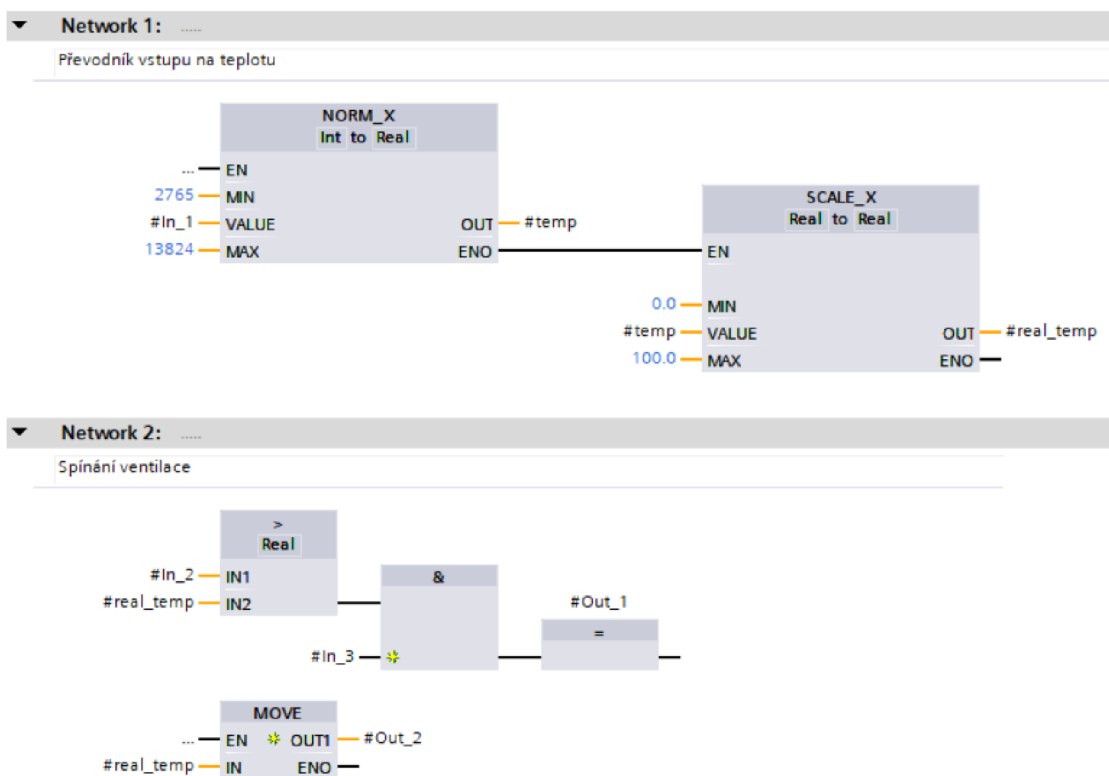 Network 1: .....
Převodník vstupu na teplotu
NORM_X
Int to Real
... EN
2765 MIN
#In_1 VALUE OUT #temp
13824 MAX ENO
SCALE_X
Real to Real
EN
0.0 MIN
#temp VALUE OUT #real_temp
100.0 MAX ENO
Network 2: .....
Spínání ventilace
>
Real
#In_2 IN1
#real_temp IN2
&
#In_3
#Out_1
=
MOVE
... EN OUT1 #Out_2
#real_temp IN ENO